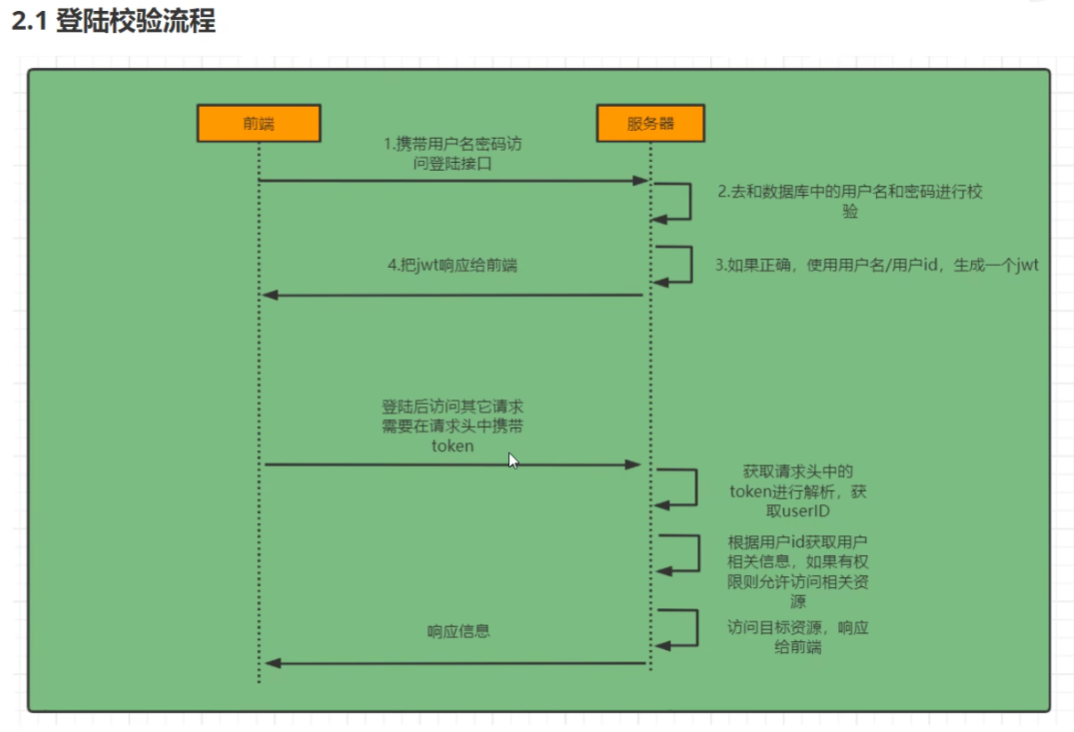 2.1 登陆校验流程
前端
服务器
1.携带用户名密码访
问登陆接口
2.去和数据库中的用户名和密码进行校
验
4.把jwt响应给前端
3.如果正确，使用用户名/用户id，生成一个jwt
登陆后访问其它请求
需要在请求头中携带
token
获取请求头中的
token进行解析，获
取userID
根据用户id获取用户
相关信息，如果有权
限则允许访问相关资
源
响应信息
访问目标资源，响应
给前端